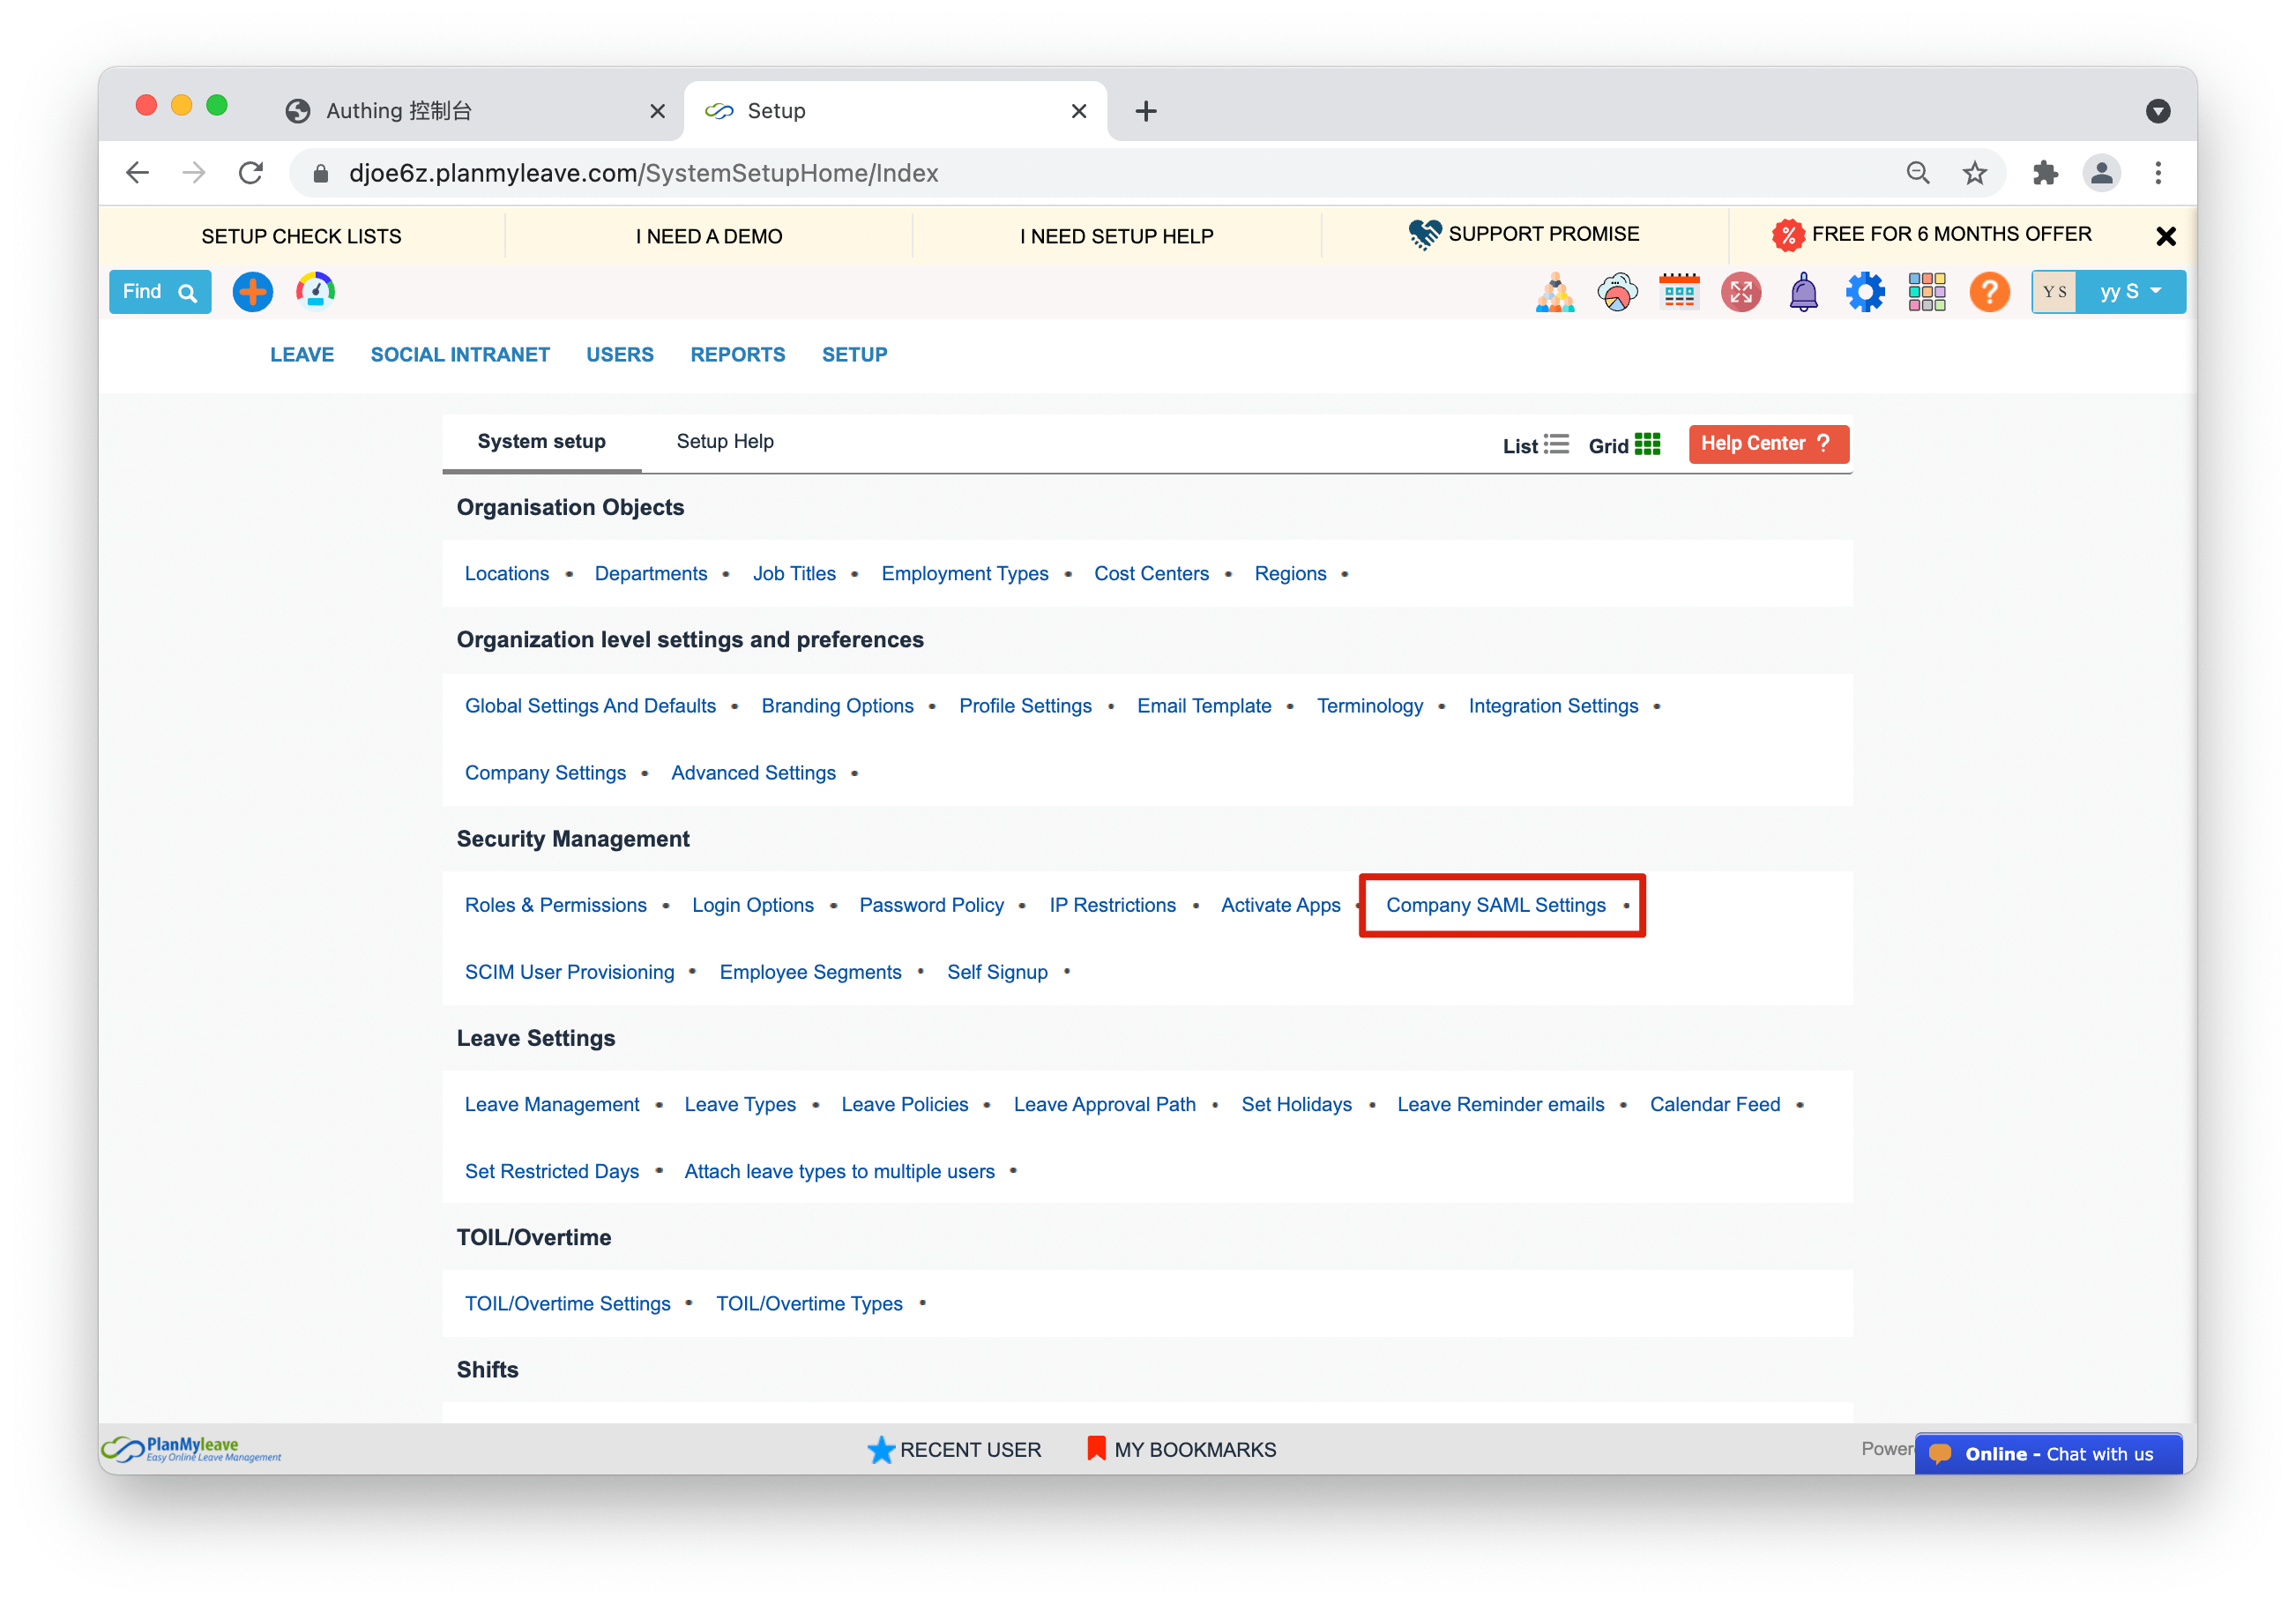 Authing 控制台
Setup
djoe6z.planmyleave.com/SystemSetupHome/Index
SETUP CHECK LISTS
I NEED A DEMO
I NEED SETUP HELP
SUPPORT PROMISE
FREE FOR 6 MONTHS OFFER
Find
Y S
yy S
LEAVE SOCIAL INTRANET USERS REPORTS SETUP
System setup Setup Help
List Grid Help Center ?
Organisation Objects
Locations • Departments • Job Titles • Employment Types • Cost Centers • Regions •
Organization level settings and preferences
Global Settings And Defaults • Branding Options • Profile Settings • Email Template • Terminology • Integration Settings •
Company Settings • Advanced Settings •
Security Management
Roles & Permissions • Login Options • Password Policy • IP Restrictions • Activate Apps • Company SAML Settings •
SCIM User Provisioning • Employee Segments • Self Signup •
Leave Settings
Leave Management • Leave Types • Leave Policies • Leave Approval Path • Set Holidays • Leave Reminder emails • Calendar Feed •
Set Restricted Days • Attach leave types to multiple users •
TOIL/Overtime
TOIL/Overtime Settings • TOIL/Overtime Types •
Shifts
PlanMyleave
Easy Online Leave Management
RECENT USER
MY BOOKMARKS
Power
Online - Chat with us